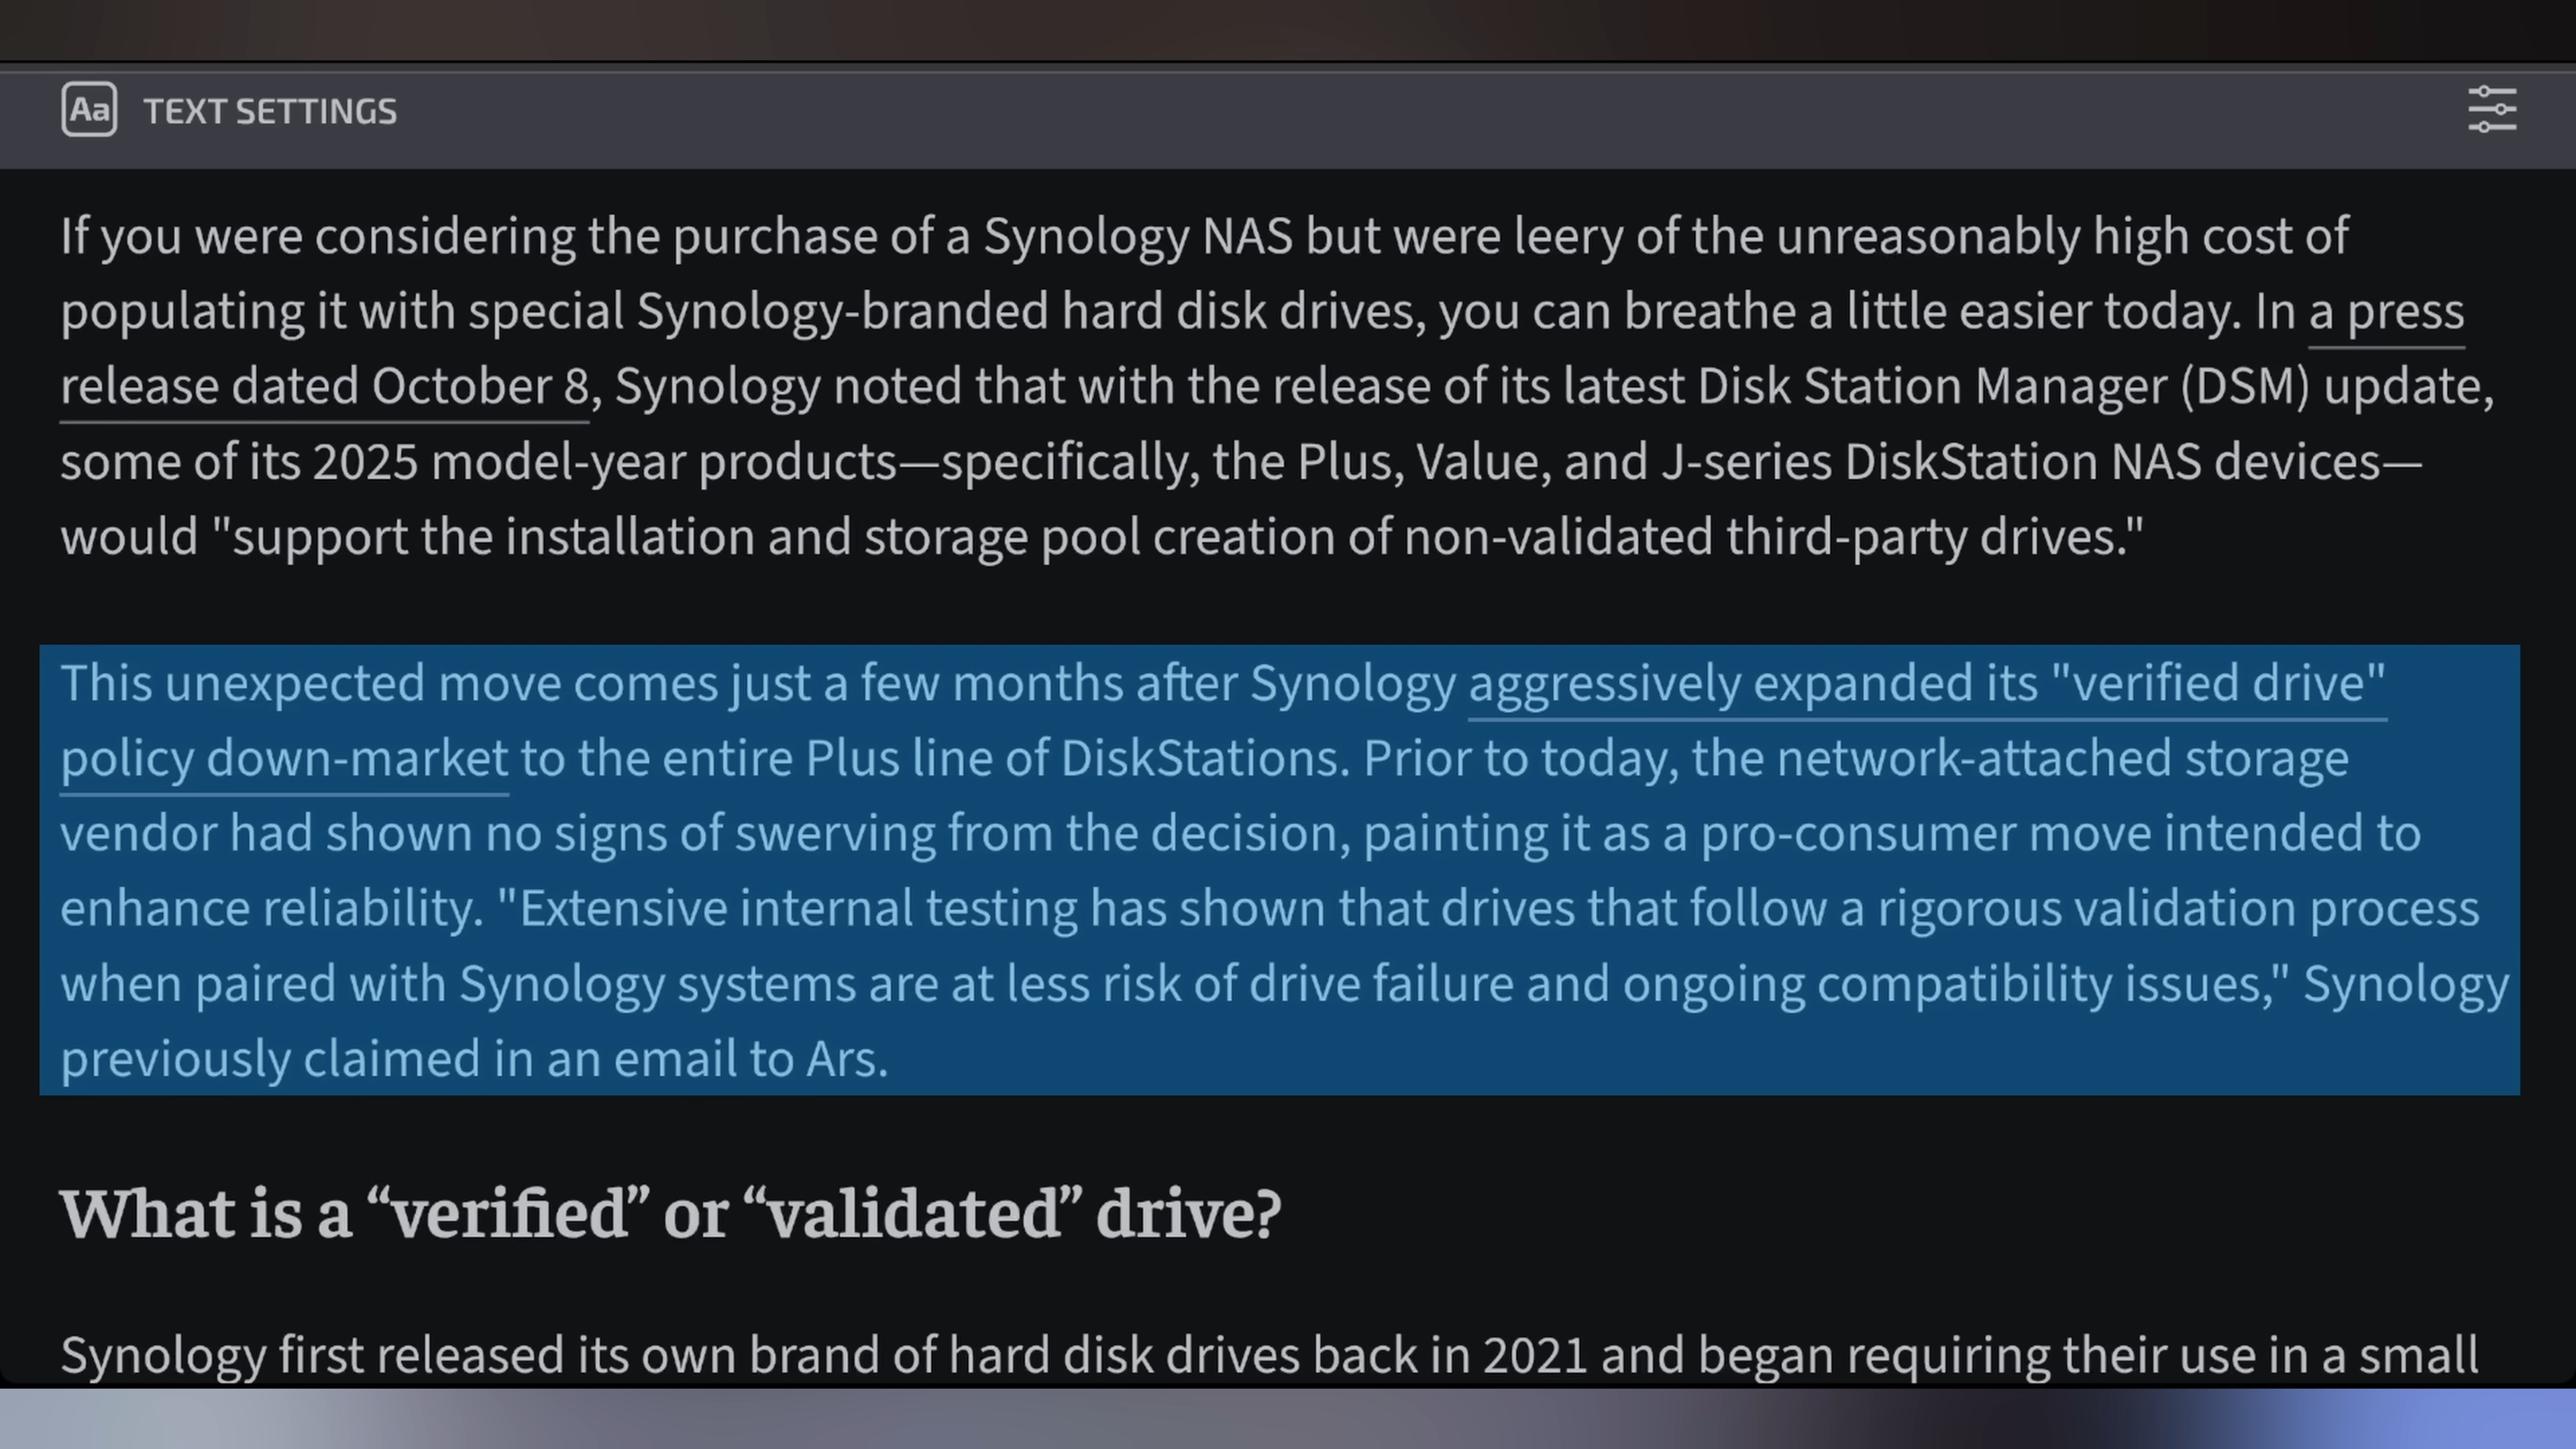 Aa TEXT SETTINGS
If you were considering the purchase of a Synology NAS but were leery of the unreasonably high cost of
populating it with special Synology-branded hard disk drives, you can breathe a little easier today. In a press
release dated October 8, Synology noted that with the release of its latest Disk Station Manager (DSM) update,
some of its 2025 model-year products—specifically, the Plus, Value, and J-series DiskStation NAS devices—
would "support the installation and storage pool creation of non-validated third-party drives."
This unexpected move comes just a few months after Synology aggressively expanded its "verified drive"
policy down-market to the entire Plus line of DiskStations. Prior to today, the network-attached storage
vendor had shown no signs of swerving from the decision, painting it as a pro-consumer move intended to
enhance reliability. "Extensive internal testing has shown that drives that follow a rigorous validation process
when paired with Synology systems are at less risk of drive failure and ongoing compatibility issues," Synology
previously claimed in an email to Ars.
What is a “verified” or “validated” drive?
Synology first released its own brand of hard disk drives back in 2021 and began requiring their use in a small